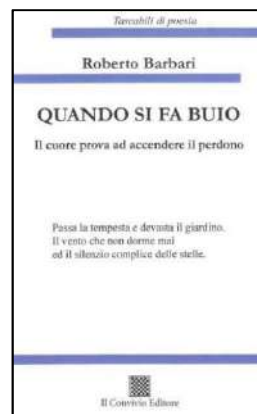 Tascabili di poesia
Roberto Barbari
QUANDO SI FA BUIO
Il cuore prova ad accendere il perdono
Passa la tempesta e devasta il giardino.
Il vento che non dorme mai
ed il silenzio complice delle stelle.
Il Convivio Editore